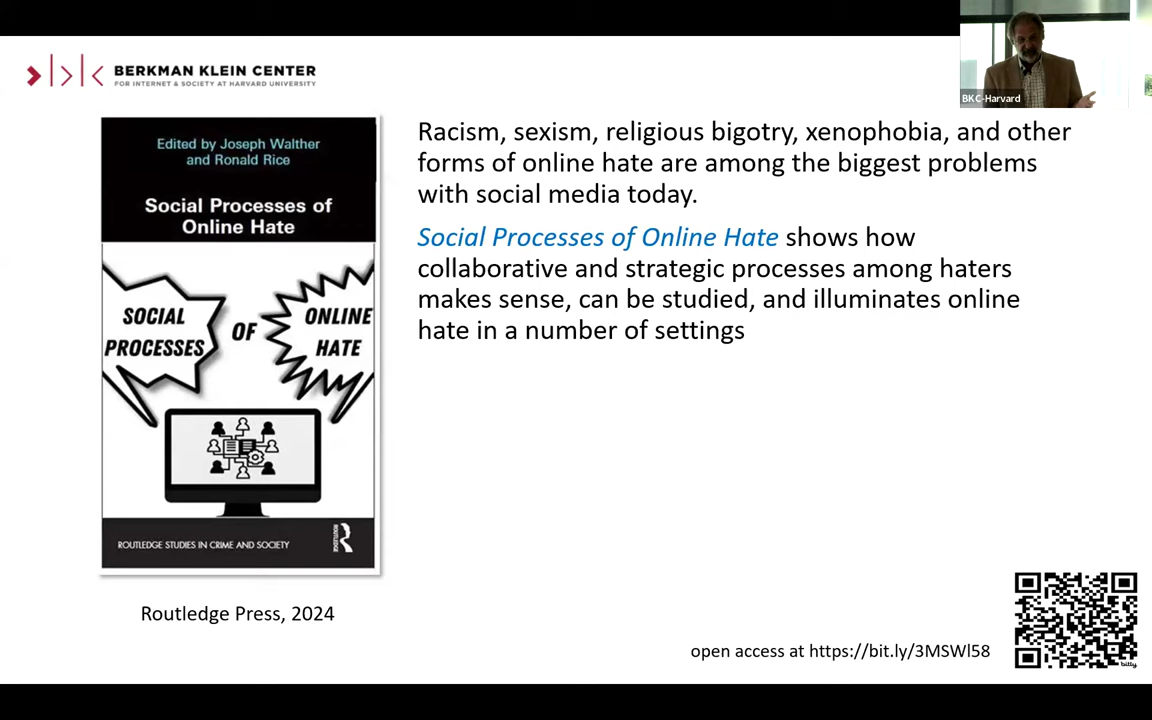 BKC-Harvard
BERKMAN KLEIN CENTER
FOR INTERNET & SOCIETY AT HARVARD UNIVERSITY
Edited by Joseph Walther
and Ronald Rice
Social Processes of
Online Hate
SOCIAL
PROCESSES
OF
ONLINE
HATE
ROUTLEDGE STUDIES IN CRIME AND SOCIETY
ROUTLEDGE
Routledge Press, 2024
Racism, sexism, religious bigotry, xenophobia, and other
forms of online hate are among the biggest problems
with social media today.
Social Processes of Online Hate shows how
collaborative and strategic processes among haters
makes sense, can be studied, and illuminates online
hate in a number of settings
open access at https://bit.ly/3MSWl58
bitly